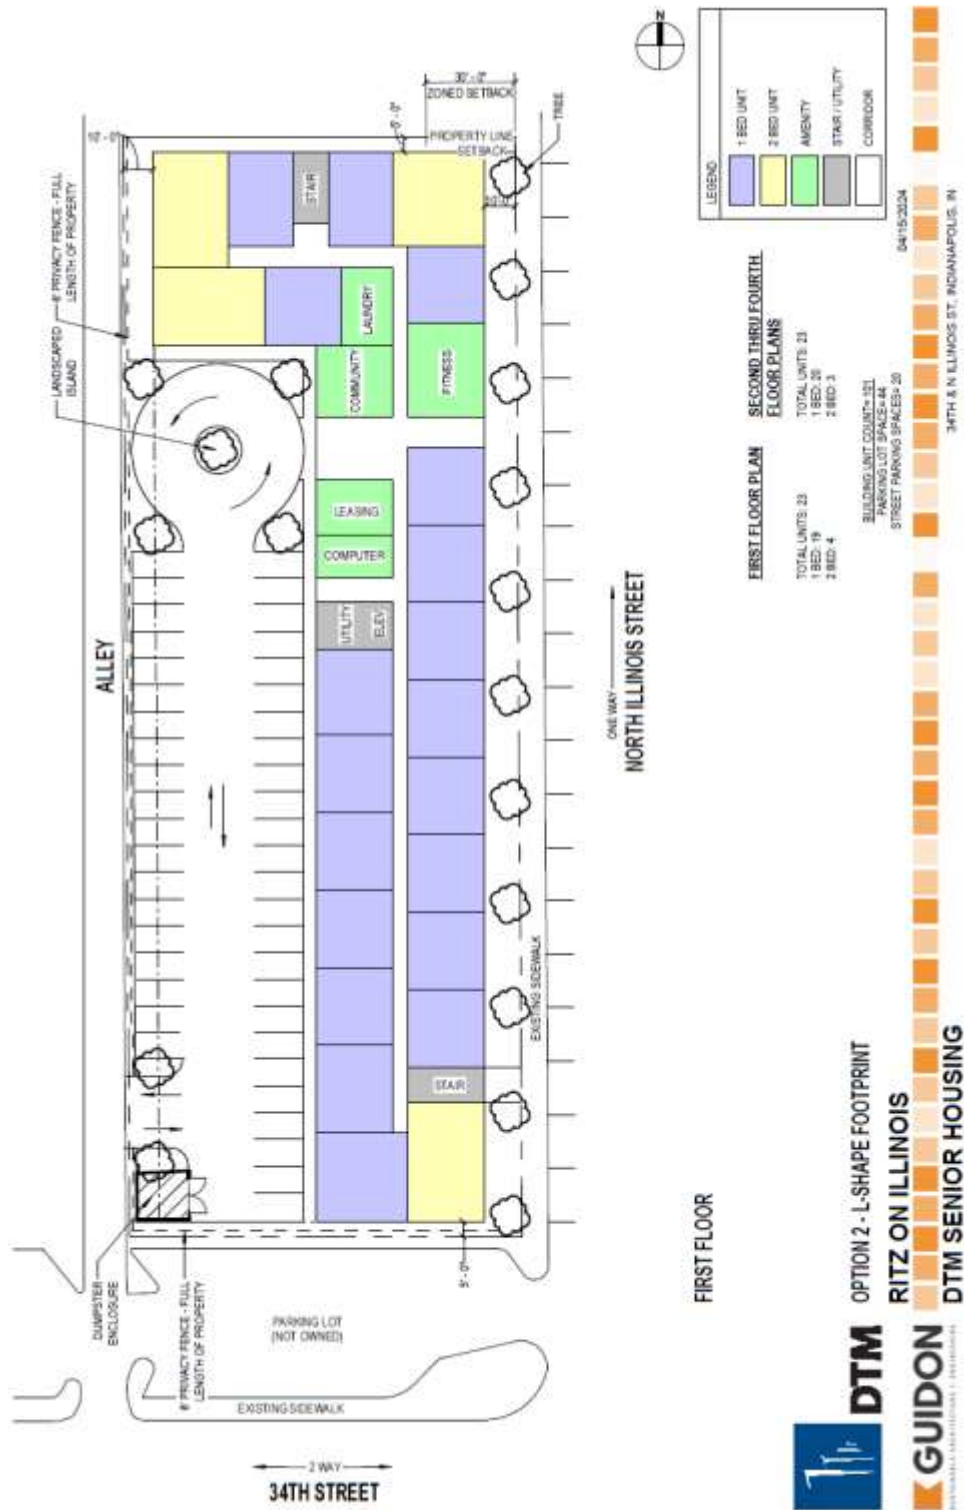 ALLEY
10' - 0"
6' PRIVACY FENCE - FULL
LENGTH OF PROPERTY
LANDSCAPED
ISLAND
DUMPSTER
ENCLOSURE
6' PRIVACY FENCE - FULL
LENGTH OF PROPERTY
PARKING LOT
(NOT OWNED)
EXISTING SIDEWALK
2 WAY
34TH STREET
UTILITY
ELEV.
COMPUTER
LEASING
COMMUNITY
LAUNDRY
STAIR
FITNESS
STAIR
5' - 0"
5' - 0"
PROPERTY LINE
SETBACK
30' - 0"
ZONED SETBACK
10'-0"
TREE
EXISTING SIDEWALK
ONE WAY
NORTH ILLINOIS STREET
N
FIRST FLOOR
FIRST FLOOR PLAN
TOTAL UNITS: 23
1 BED: 19
2 BED: 4
SECOND THRU FOURTH
FLOOR PLANS
TOTAL UNITS: 23
1 BED: 20
2 BED: 3
BUILDING UNIT COUNT= 101
PARKING LOT SPACES= 44
STREET PARKING SPACES= 20
LEGEND
1 BED UNIT
2 BED UNIT
AMENITY
STAIR / UTILITY
CORRIDOR
DTM
OPTION 2 - L-SHAPE FOOTPRINT
RITZ ON ILLINOIS
04/15/2024
GUIDON
DTM SENIOR HOUSING
34TH & N ILLINOIS ST, INDIANAPOLIS, IN